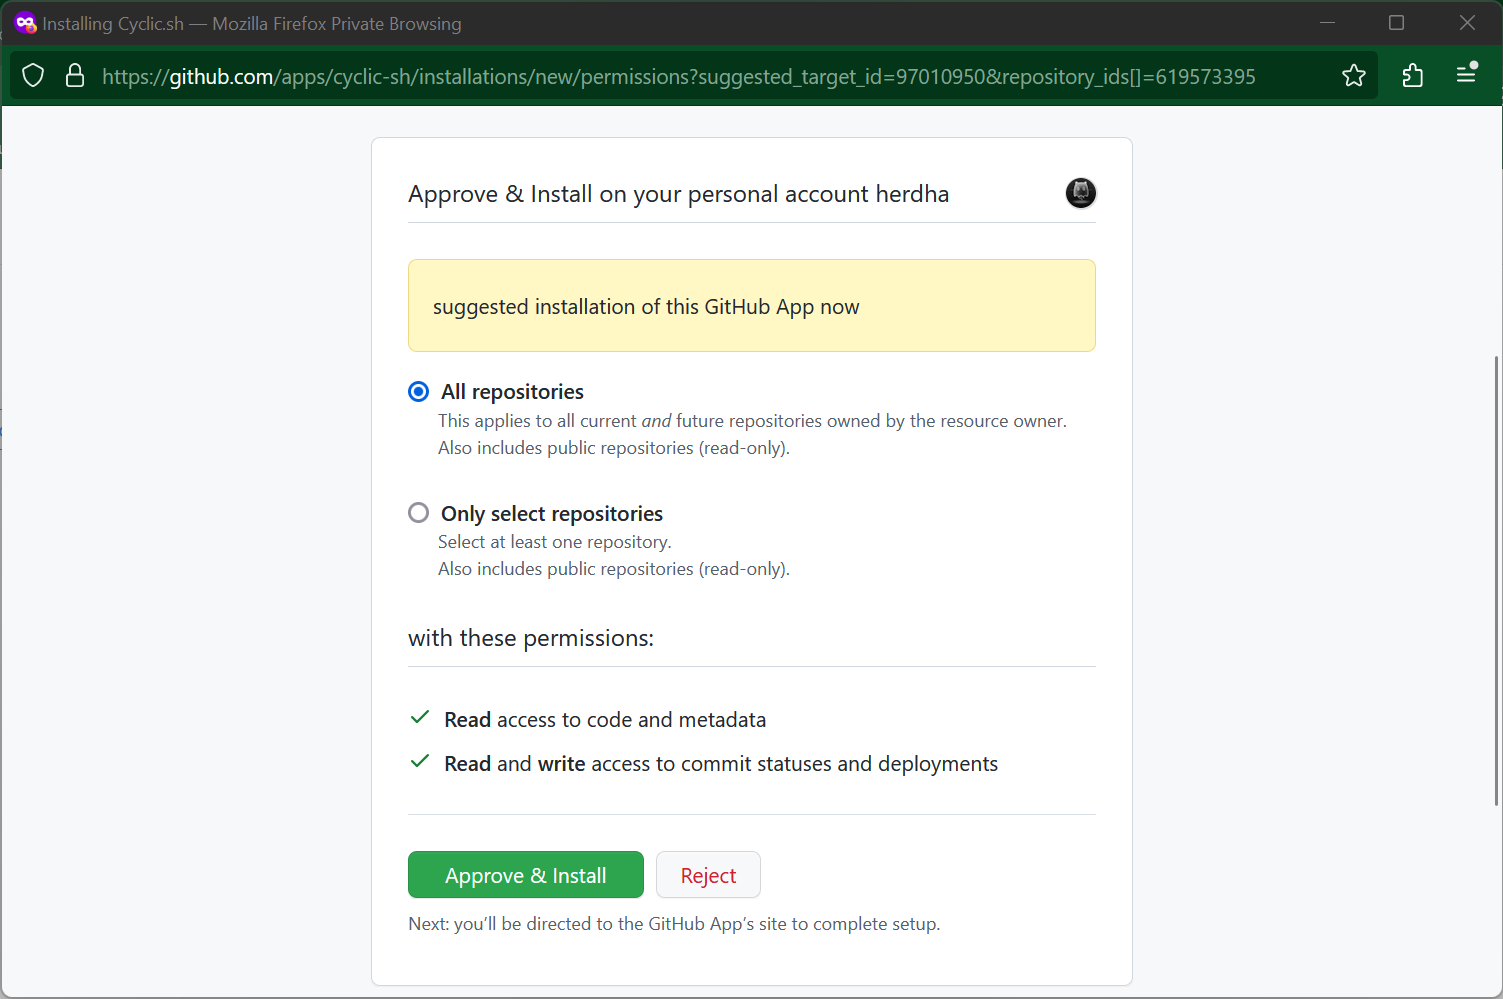 Installing Cyclic.sh — Mozilla Firefox Private Browsing
https://github.com/apps/cyclic-sh/installations/new/permissions?suggested_target_id=97010950&repository_ids[]=619573395
Approve & Install on your personal account herdha
suggested installation of this GitHub App now
All repositories
This applies to all current and future repositories owned by the resource owner.
Also includes public repositories (read-only).
Only select repositories
Select at least one repository.
Also includes public repositories (read-only).
with these permissions:
Read access to code and metadata
Read and write access to commit statuses and deployments
Approve & Install Reject
Next: you’ll be directed to the GitHub App’s site to complete setup.